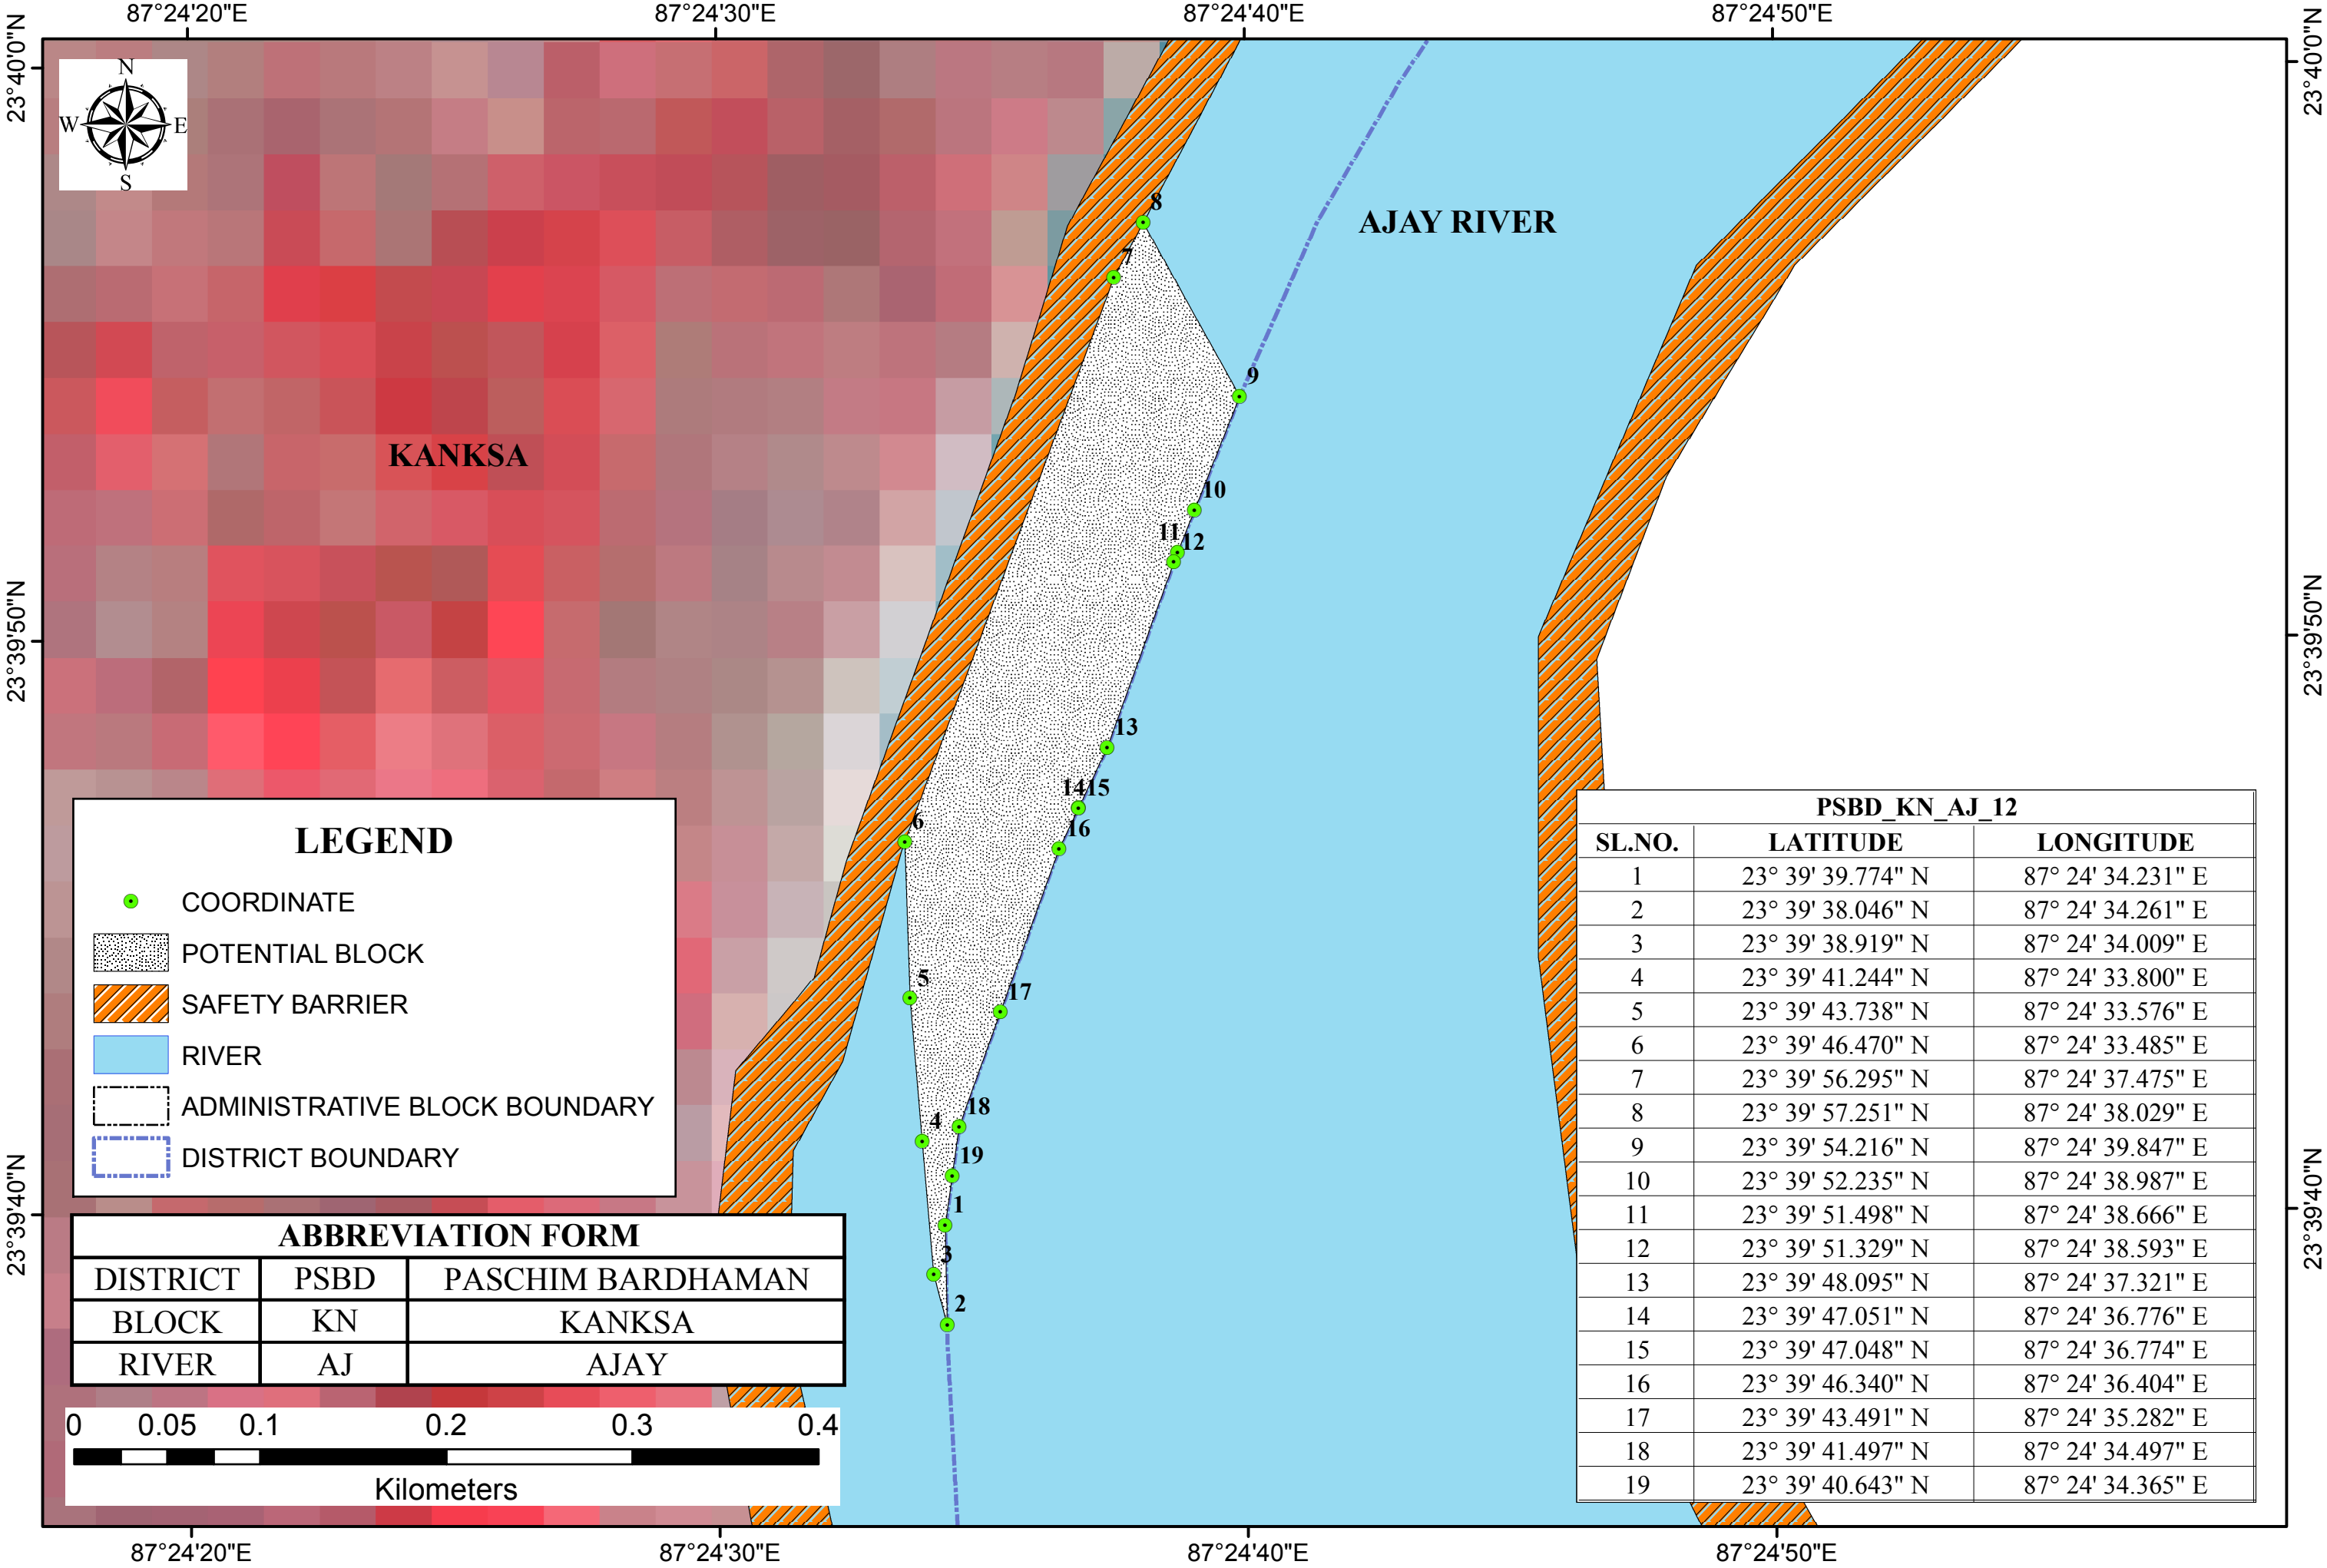 87°24'20"E 87°24'30"E 87°24'40"E 87°24'50"E
23°40'0"N 23°40'0"N
N
W E
S
AJAY RIVER
KANKSA
8
7
9
10
11
12
23°39'50"N 23°39'50"N
13
14 15
16
6
5
17
4
18
19
1
3
2
23°39'40"N 23°39'40"N
LEGEND
COORDINATE
POTENTIAL BLOCK
SAFETY BARRIER
RIVER
ADMINISTRATIVE BLOCK BOUNDARY
DISTRICT BOUNDARY
ABBREVIATION FORM
DISTRICT PSBD PASCHIM BARDHAMAN
BLOCK KN KANKSA
RIVER AJ AJAY
0 0.05 0.1 0.2 0.3 0.4
Kilometers
PSBD_KN_AJ_12
SL.NO. LATITUDE LONGITUDE
1 23° 39' 39.774" N 87° 24' 34.231" E
2 23° 39' 38.046" N 87° 24' 34.261" E
3 23° 39' 38.919" N 87° 24' 34.009" E
4 23° 39' 41.244" N 87° 24' 33.800" E
5 23° 39' 43.738" N 87° 24' 33.576" E
6 23° 39' 46.470" N 87° 24' 33.485" E
7 23° 39' 56.295" N 87° 24' 37.475" E
8 23° 39' 57.251" N 87° 24' 38.029" E
9 23° 39' 54.216" N 87° 24' 39.847" E
10 23° 39' 52.235" N 87° 24' 38.987" E
11 23° 39' 51.498" N 87° 24' 38.666" E
12 23° 39' 51.329" N 87° 24' 38.593" E
13 23° 39' 48.095" N 87° 24' 37.321" E
14 23° 39' 47.051" N 87° 24' 36.776" E
15 23° 39' 47.048" N 87° 24' 36.774" E
16 23° 39' 46.340" N 87° 24' 36.404" E
17 23° 39' 43.491" N 87° 24' 35.282" E
18 23° 39' 41.497" N 87° 24' 34.497" E
19 23° 39' 40.643" N 87° 24' 34.365" E
87°24'20"E 87°24'30"E 87°24'40"E 87°24'50"E